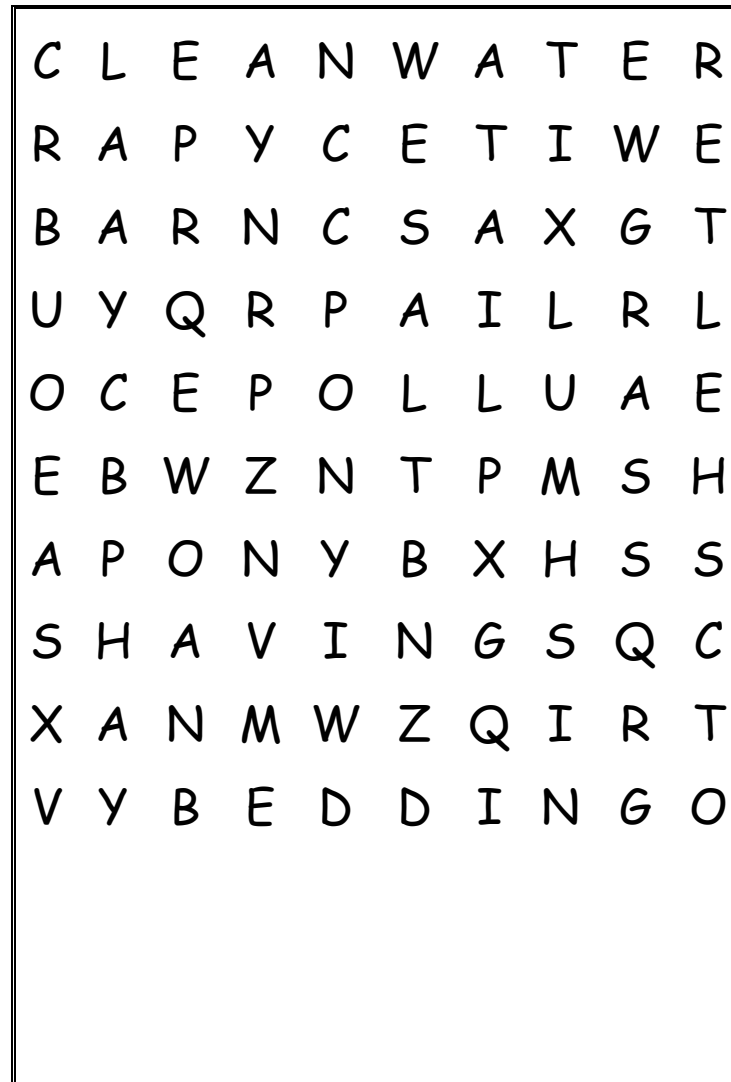 C L E A N W A T E R
R A P Y C E T I W E
B A R N C S A X G T
U Y Q R P A I L R L
O C E P O L L U A E
E B W Z N T P M S H
A P O N Y B X H S S
S H A V I N G S Q C
X A N M W Z Q I R T
V Y B E D D I N G O